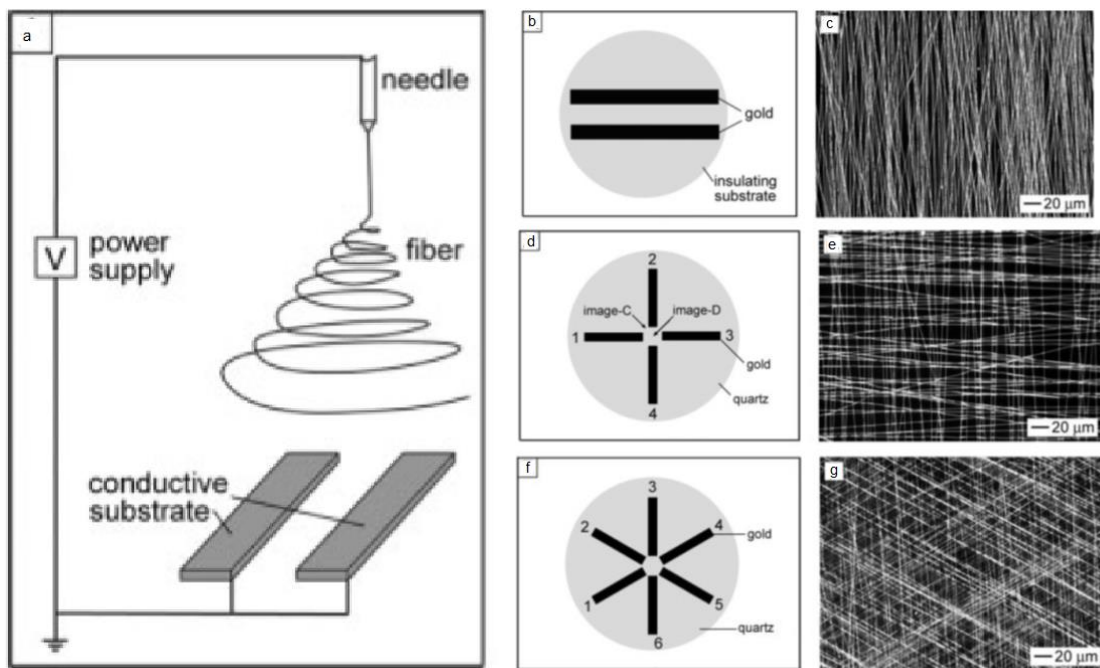 a
needle
V
power
supply
fiber
conductive
substrate
b
gold
insulating
substrate
c
20 µm
d
2
image-C
image-D
1
3
gold
quartz
4
e
20 µm
f
3
2
4
gold
1
5
quartz
6
g
20 µm